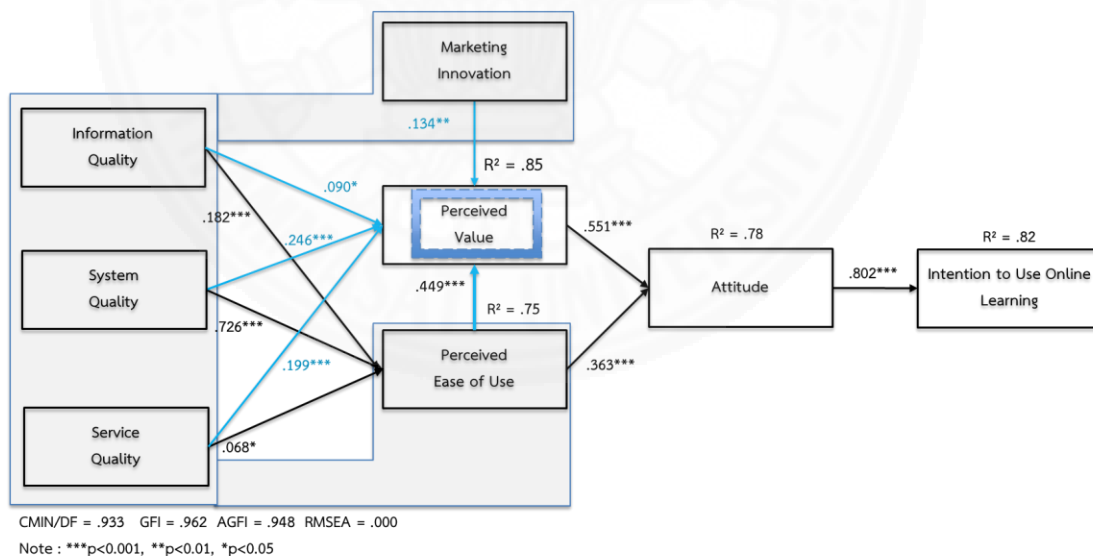 Marketing
Innovation
.134**
Information
Quality
R² = .85
.090*
.182***
Perceived
Value
.551***
.246***
R² = .78
R² = .82
System
Quality
.449***
Attitude
.802***
Intention to Use Online
Learning
R² = .75
.726***
.199***
Perceived
Ease of Use
.363***
Service
Quality
.068*
CMIN/DF = .933 GFI = .962 AGFI = .948 RMSEA = .000
Note : ***p<0.001, **p<0.01, *p<0.05